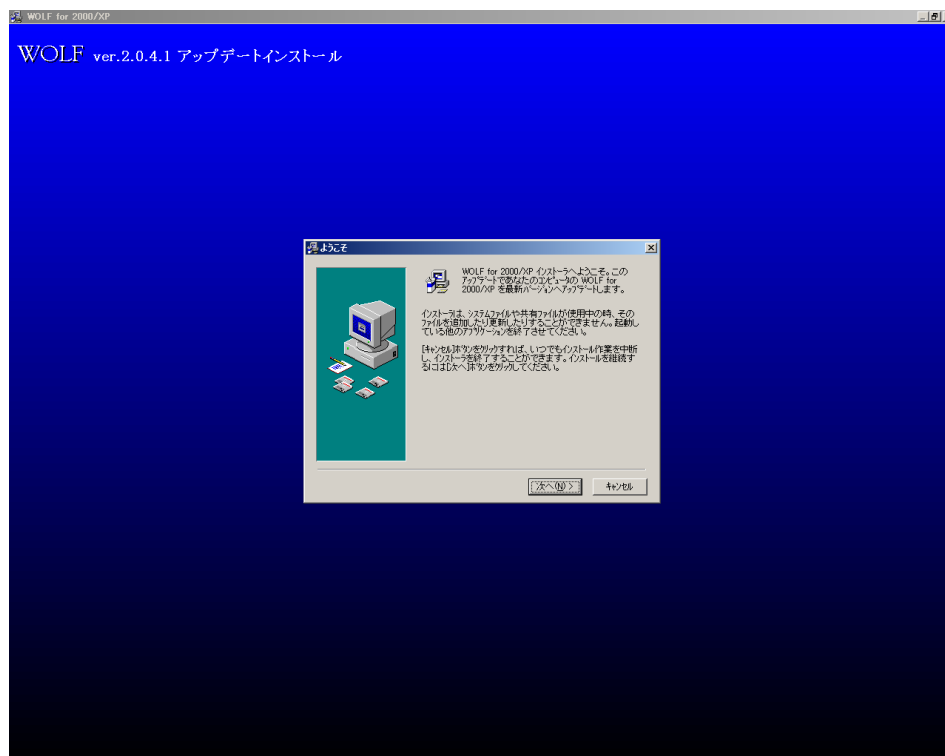 WOLF for 2000/XP
WOLF ver.2.0.4.1 アップデートインストール
ようこそ
WOLF for 2000/XP インストーラへようこそ。この
アップデートであなたのコンピュータの WOLF for
2000/XP を最新バージョンへアップデートします。
インストーラは、システムファイルや共有ファイルが使用中の時、その
ファイルを追加したり更新したりすることができません。起動し
ている他のアプリケーションを終了させてください。
[キャンセル]ボタンをクリックすれば、いつでもインストール作業を中断
し、インストーラを終了することができます。インストールを継続す
るには[次へ]ボタンをクリックしてください。
次へ(N) >
キャンセル